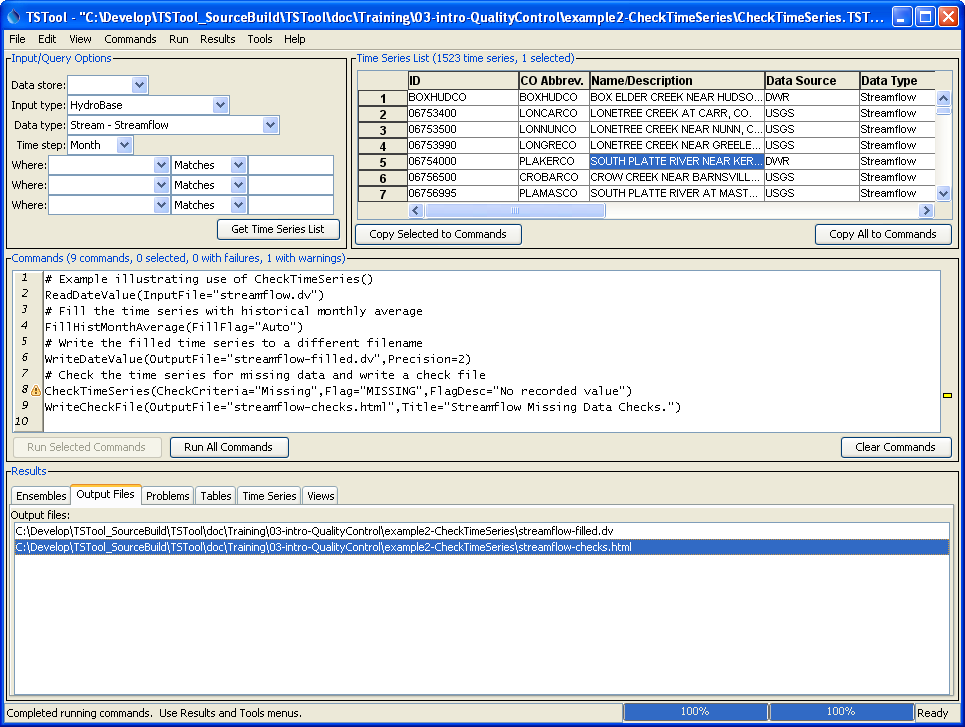 TSTool - "C:\Develop\TSTool_SourceBuild\TSTool\doc\Training\03-intro-QualityControl\example2-CheckTimeSeries\CheckTimeSeries.TST...
File Edit View Commands Run Results Tools Help
Input/Query Options
Data store:
Input type: HydroBase
Data type: Stream - Streamflow
Time step: Month
Where: Matches
Where: Matches
Where: Matches
Get Time Series List
Time Series List (1523 time series, 1 selected)
ID CO Abbrev. Name/Description Data Source Data Type
1 BOXHUDCO BOXHUDCO BOX ELDER CREEK NEAR HUDSO... DWR Streamflow
2 06753400 LONCARCO LONETREE CREEK AT CARR, CO. USGS Streamflow
3 06753500 LONNUNCO LONETREE CREEK NEAR NUNN, C... USGS Streamflow
4 06753990 LONGRECO LONETREE CREEK NEAR GREELE... USGS Streamflow
5 06754000 PLAKERCO SOUTH PLATTE RIVER NEAR KER... DWR Streamflow
6 06756500 CROBARCO CROW CREEK NEAR BARNSVILL... USGS Streamflow
7 06756995 PLAMASCO SOUTH PLATTE RIVER AT MAST... USGS Streamflow
Copy Selected to Commands Copy All to Commands
Commands (9 commands, 0 selected, 0 with failures, 1 with warnings)
1 # Example illustrating use of CheckTimeSeries()
2 ReadDateValue(InputFile="streamflow.dv")
3 # Fill the time series with historical monthly average
4 FillHistMonthAverage(FillFlag="Auto")
5 # Write the filled time series to a different filename
6 WriteDateValue(OutputFile="streamflow-filled.dv",Precision=2)
7 # Check the time series for missing data and write a check file
8 CheckTimeSeries(CheckCriteria="Missing",Flag="MISSING",FlagDesc="No recorded value")
9 WriteCheckFile(OutputFile="streamflow-checks.html",Title="Streamflow Missing Data Checks.")
10
Run Selected Commands Run All Commands Clear Commands
Results
Ensembles Output Files Problems Tables Time Series Views
Output files:
C:\Develop\TSTool_SourceBuild\TSTool\doc\Training\03-intro-QualityControl\example2-CheckTimeSeries\streamflow-filled.dv
C:\Develop\TSTool_SourceBuild\TSTool\doc\Training\03-intro-QualityControl\example2-CheckTimeSeries\streamflow-checks.html
Completed running commands. Use Results and Tools menus. 100% 100% Ready